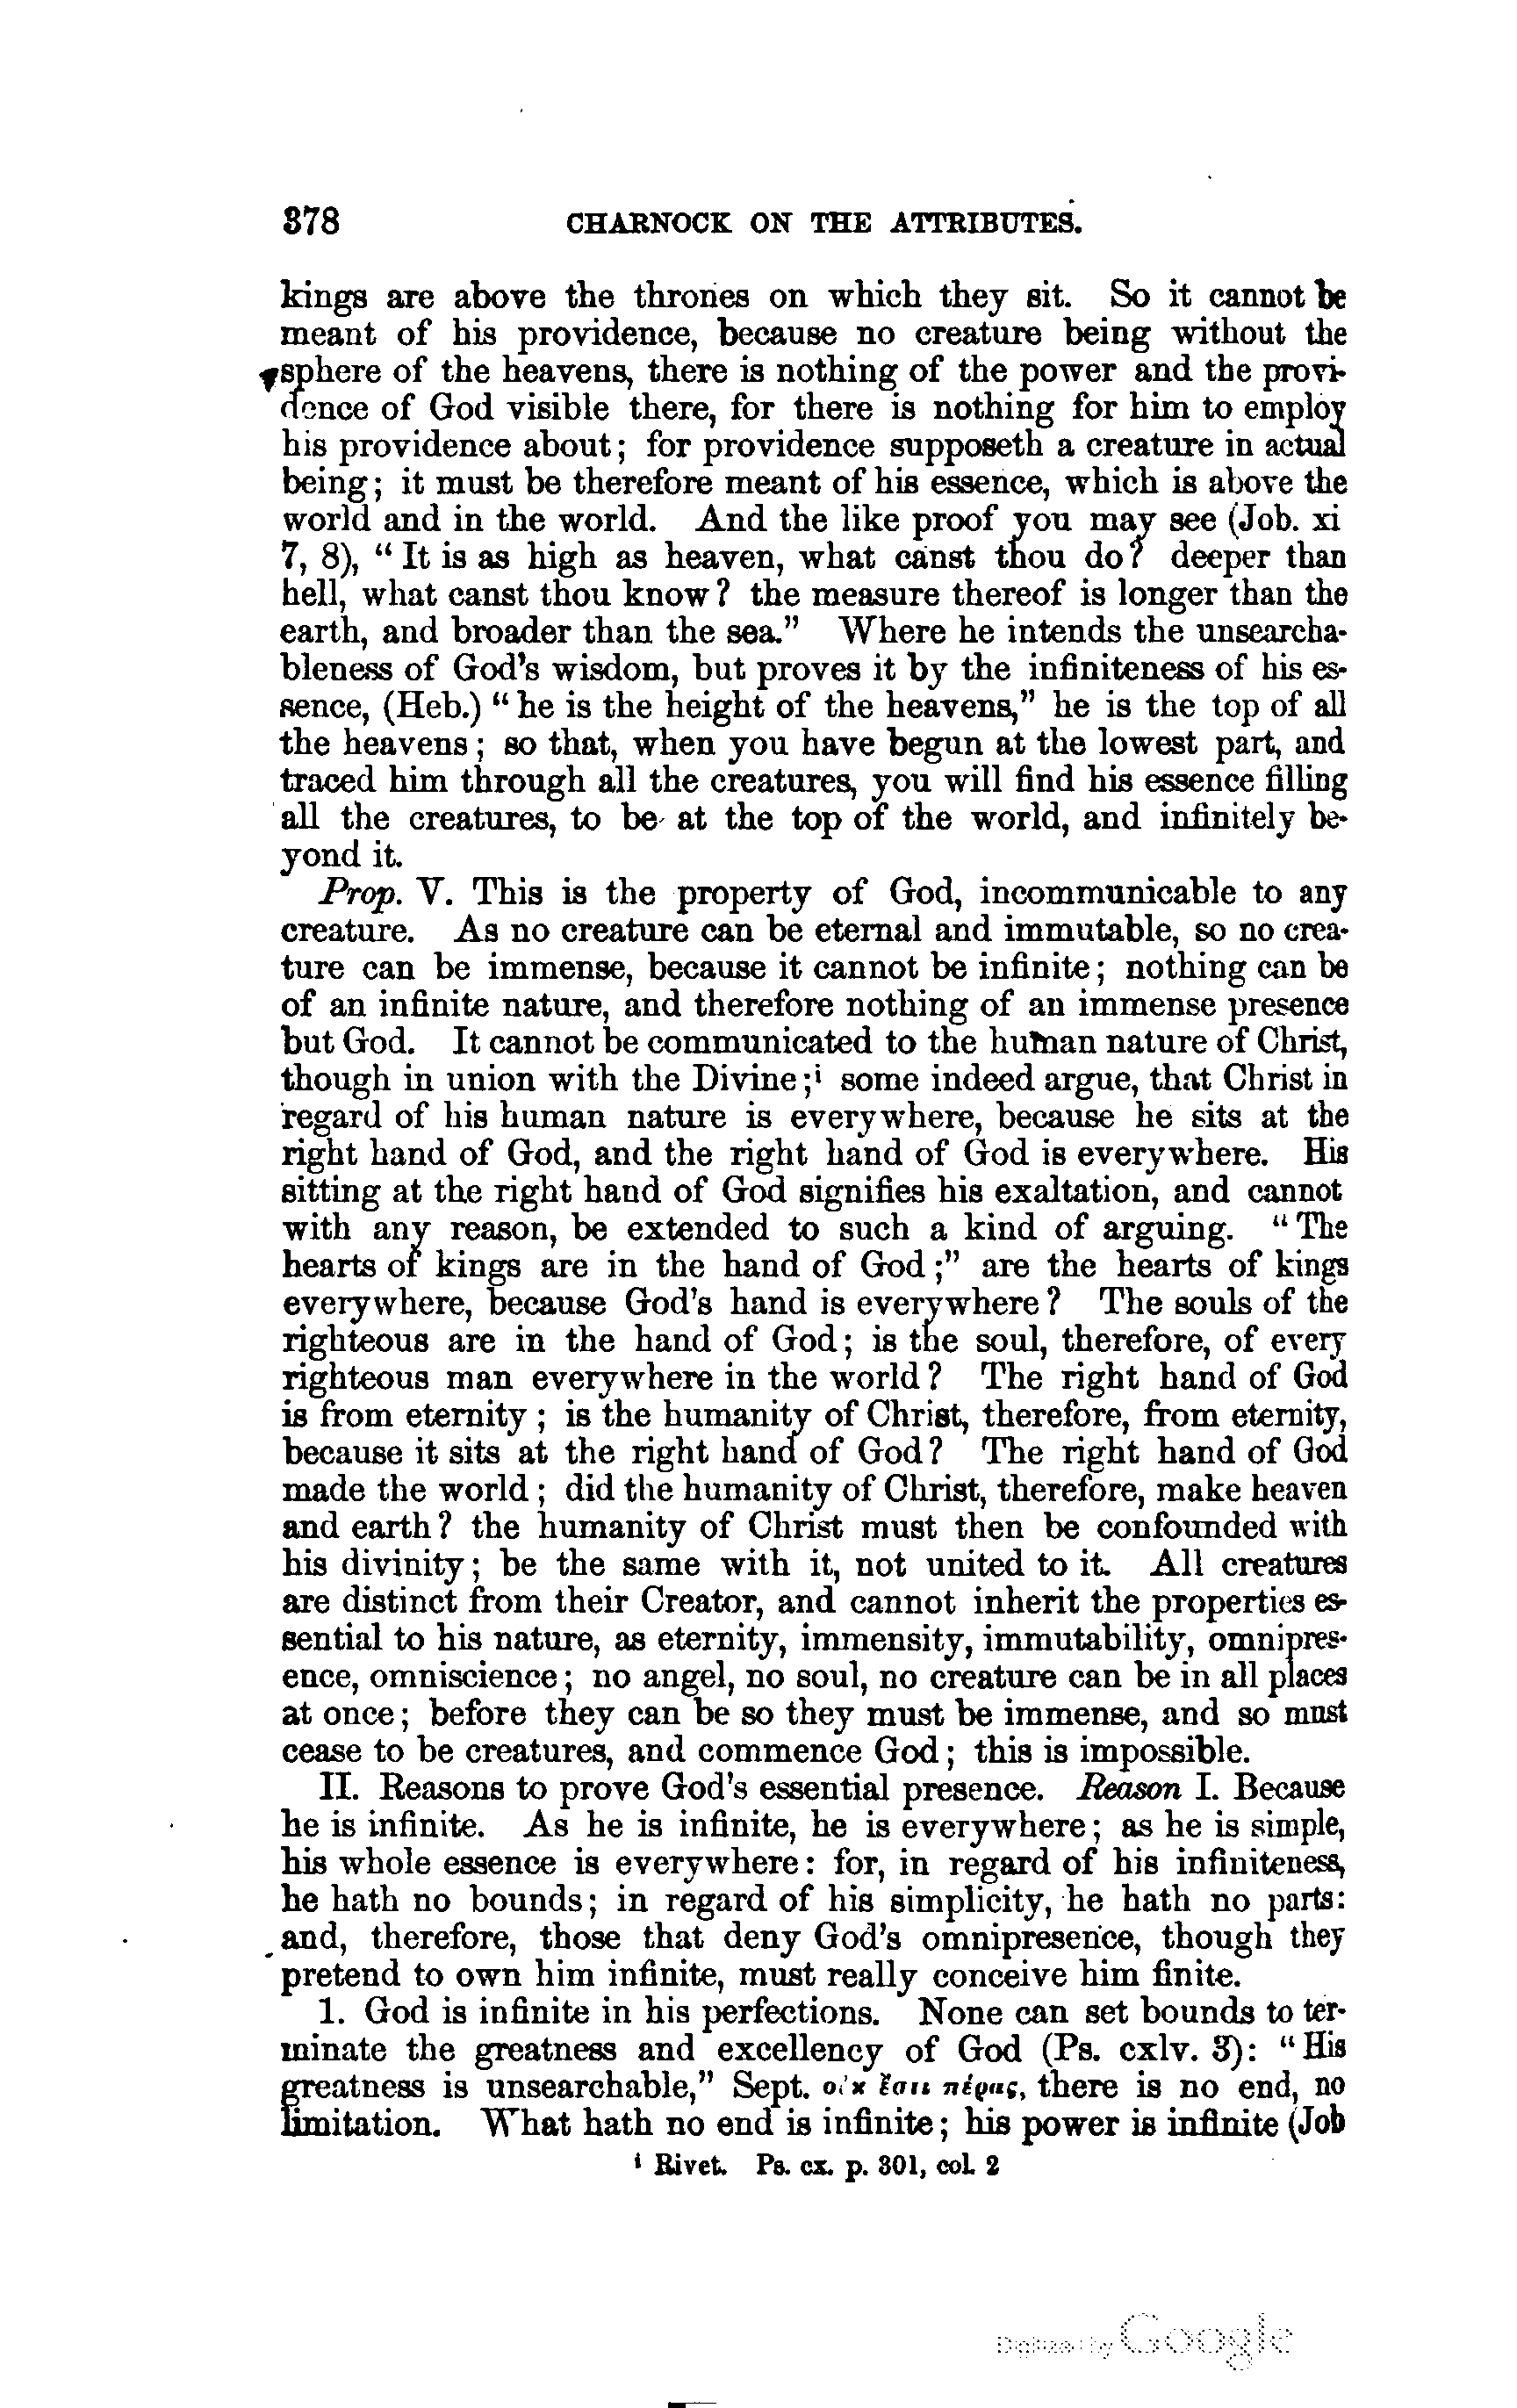 378 CHARNOCK ON THE ATTRIBUTES.
kings are above the thrones on which they sit. So it cannot be
meant of his providence, because no creature being without the
sphere of the heavens, there is nothing of the power and the provi-
dence of God visible there, for there is nothing for him to employ
his providence about; for providence supposeth a creature in actual
being; it must be therefore meant of his essence, which is above the
world and in the world. And the like proof you may see (Job. xi
7, 8), "It is as high as heaven, what canst thou do? deeper than
hell, what canst thou know? the measure thereof is longer than the
earth, and broader than the sea." Where he intends the unsearcha-
bleness of God's wisdom, but proves it by the infiniteness of his es-
sence, (Heb.) "he is the height of the heavens," he is the top of all
the heavens; so that, when you have begun at the lowest part, and
traced him through all the creatures, you will find his essence filling
all the creatures, to be at the top of the world, and infinitely be-
yond it.
Prop. V. This is the property of God, incommunicable to any
creature. As no creature can be eternal and immutable, so no crea-
ture can be immense, because it cannot be infinite; nothing can be
of an infinite nature, and therefore nothing of an immense presence
but God. It cannot be communicated to the human nature of Christ,
though in union with the Divine;i some indeed argue, that Christ in
regard of his human nature is everywhere, because he sits at the
right hand of God, and the right hand of God is everywhere. His
sitting at the right hand of God signifies his exaltation, and cannot
with any reason, be extended to such a kind of arguing. "The
hearts of kings are in the hand of God;" are the hearts of kings
everywhere, because God's hand is everywhere? The souls of the
righteous are in the hand of God; is the soul, therefore, of every
righteous man everywhere in the world? The right hand of God
is from eternity; is the humanity of Christ, therefore, from eternity,
because it sits at the right hand of God? The right hand of God
made the world; did the humanity of Christ, therefore, make heaven
and earth? the humanity of Christ must then be confounded with
his divinity; be the same with it, not united to it. All creatures
are distinct from their Creator, and cannot inherit the properties es-
sential to his nature, as eternity, immensity, immutability, omnipres-
ence, omniscience; no angel, no soul, no creature can be in all places
at once; before they can be so they must be immense, and so must
cease to be creatures, and commence God; this is impossible.
II. Reasons to prove God's essential presence. Reason I. Because
he is infinite. As he is infinite, he is everywhere; as he is simple,
his whole essence is everywhere: for, in regard of his infiniteness,
he hath no bounds; in regard of his simplicity, he hath no parts:
and, therefore, those that deny God's omnipresence, though they
pretend to own him infinite, must really conceive him finite.
1. God is infinite in his perfections. None can set bounds to ter-
minate the greatness and excellency of God (Ps. cxlv. 3): "His
greatness is unsearchable," Sept. οὐκ ἔστι πέρας, there is no end, no
limitation. What hath no end is infinite; his power is infinite (Job
i Rivet. Ps. cx. p. 301, col. 2
Digitized by Google